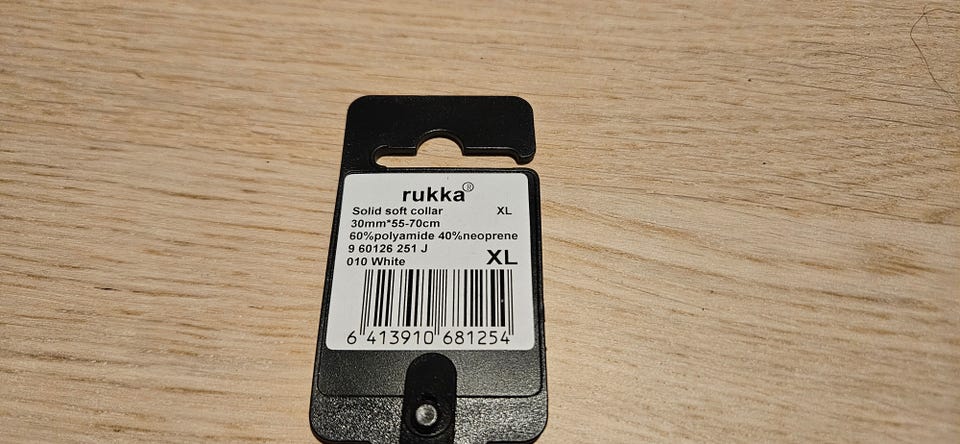 rukka®
Solid soft collar XL
30mm*55-70cm
60%polyamide 40%neoprene
9 60126 251 J
010 White XL
6 413910 681254